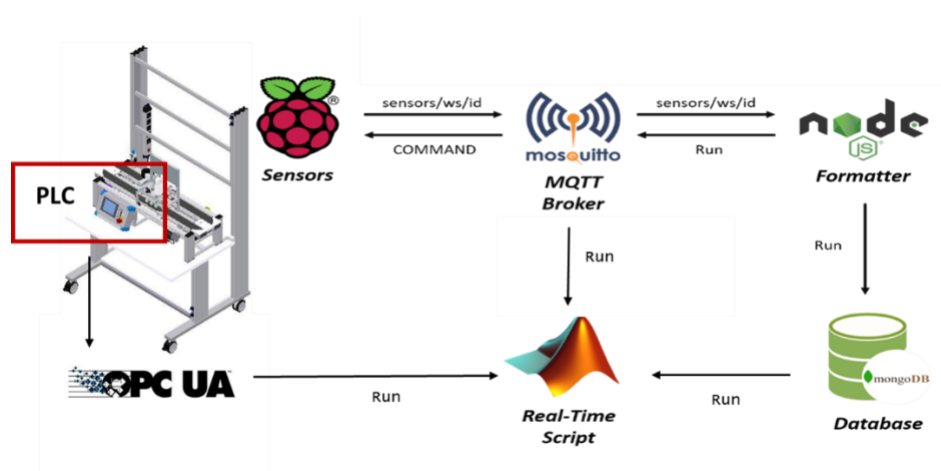 sensors/ws/id
sensors/ws/id
®
node
COMMAND
mosquitto
Run
JS
®
Sensors
MQTT
Broker
Formatter
PLC
Run
Run
OPC UA
Run
Run
mongoDB
Real-Time
Script
Database